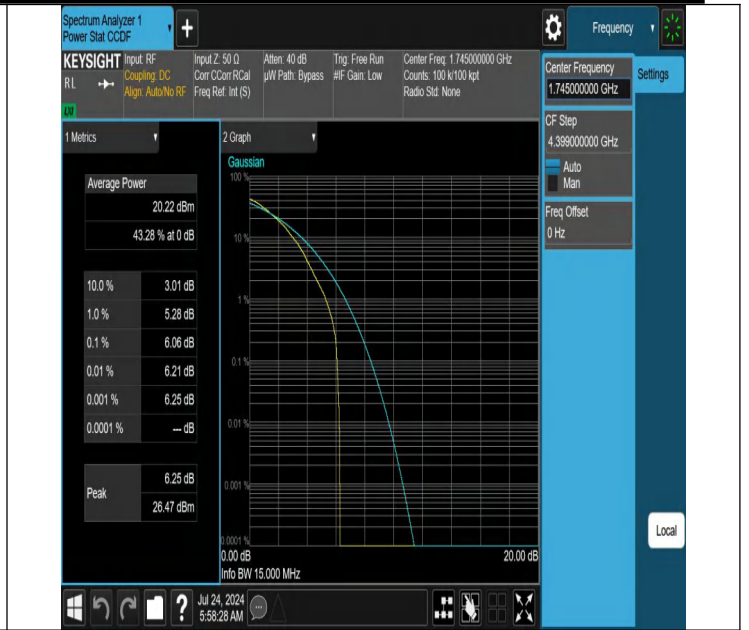 Spectrum Analyzer 1
Power Stat CCDF
+
Frequency
KEYSIGHT
RL
LXI
Input: RF
Coupling: DC
Align: Auto/No RF
Input Z: 50 Ω
Corr CCorr RCal
Freq Ref: Int (S)
Atten: 40 dB
µW Path: Bypass
Trig: Free Run
#IF Gain: Low
Center Freq: 1.745000000 GHz
Counts: 100 k/100 kpt
Radio Std: None
Center Frequency
1.745000000 GHz
Settings
CF Step
4.399000000 GHz
Auto
Man
Freq Offset
0 Hz
1 Metrics
Average Power
20.22 dBm
43.28 % at 0 dB
10.0 % 3.01 dB
1.0 % 5.28 dB
0.1 % 6.06 dB
0.01 % 6.21 dB
0.001 % 6.25 dB
0.0001 % --- dB
Peak
6.25 dB
26.47 dBm
2 Graph
Gaussian
100 %
10 %
1 %
0.1 %
0.01 %
0.001 %
0.0001 %
0.00 dB 20.00 dB
Info BW 15.000 MHz
Local
?
Jul 24, 2024
5:58:28 AM